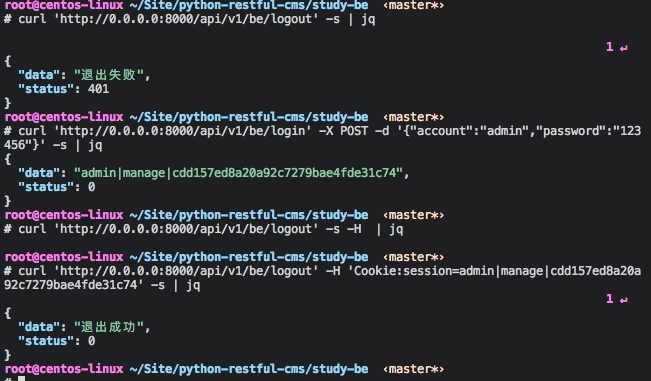 root@centos-linux ~/Site/python-restful-cms/study-be ‹master*›
# curl 'http://0.0.0.0:8000/api/v1/be/logout' -s | jq
1 ↵
{
  "data": "退出失败",
  "status": 401
}
root@centos-linux ~/Site/python-restful-cms/study-be ‹master*›
# curl 'http://0.0.0.0:8000/api/v1/be/login' -X POST -d '{"account":"admin","password":"123
456"}' -s | jq
{
  "data": "admin|manage|cdd157ed8a20a92c7279bae4fde31c74",
  "status": 0
}
root@centos-linux ~/Site/python-restful-cms/study-be ‹master*›
# curl 'http://0.0.0.0:8000/api/v1/be/logout' -s -H  | jq
root@centos-linux ~/Site/python-restful-cms/study-be ‹master*›
# curl 'http://0.0.0.0:8000/api/v1/be/logout' -H 'Cookie:session=admin|manage|cdd157ed8a20a
92c7279bae4fde31c74' -s | jq
1 ↵
{
  "data": "退出成功",
  "status": 0
}
root@centos-linux ~/Site/python-restful-cms/study-be ‹master*›
#